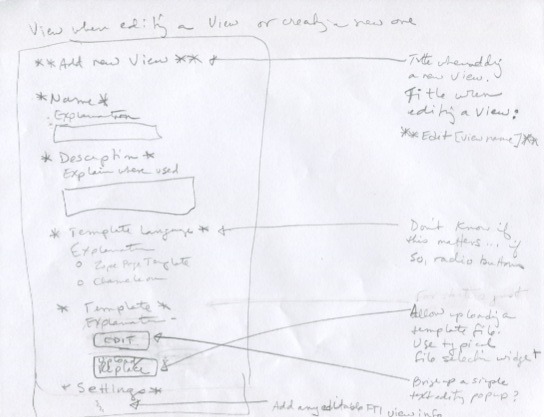 View when editing a View or creating a new one
**Add new View **
Title when adding
a new View.
Title when
editing a View:
** Edit [view name] **
*Name*
Explanation
*Description*
Explain where used
* Template Language *
Explanation
o Zope Page Template
o Chameleon
Don't know if
this matters... if
so, radio buttons
* Template *
Explanation
EDIT
Upload
Replace
Allow uploading a
template file.
Use typical
file selection widget
Bring up a simple
text editing popup?
* Settings *
Add any editable FTI view info